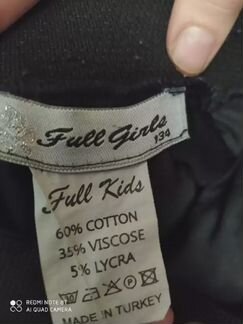 Full Girls
134
Full Kids
60% COTTON
35% VISCOSE
5% LYCRA
MADE IN TURKEY
REDMI NOTE 8T
AI QUAD CAMERA